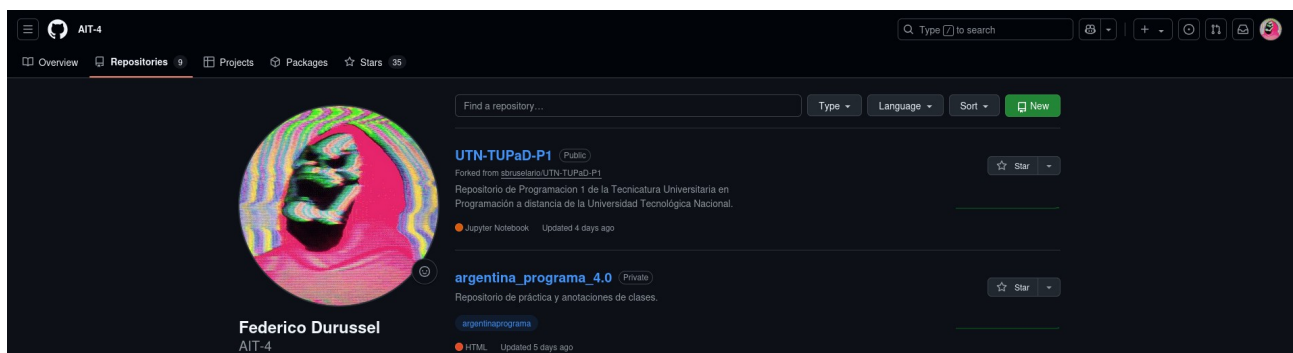 AIT-4
Type / to search
Overview
Repositories 9
Projects
Packages
Stars 35
Find a repository…
Type
Language
Sort
New
UTN-TUPaD-P1 Public
Star
Forked from sbruselario/UTN-TUPaD-P1
Repositorio de Programacion 1 de la Tecnicatura Universitaria en
Programación a distancia de la Universidad Tecnológica Nacional.
Jupyter Notebook Updated 4 days ago
argentina_programa_4.0 Private
Star
Repositorio de práctica y anotaciones de clases.
argentinaprograma
HTML Updated 5 days ago
Federico Durussel
AIT-4